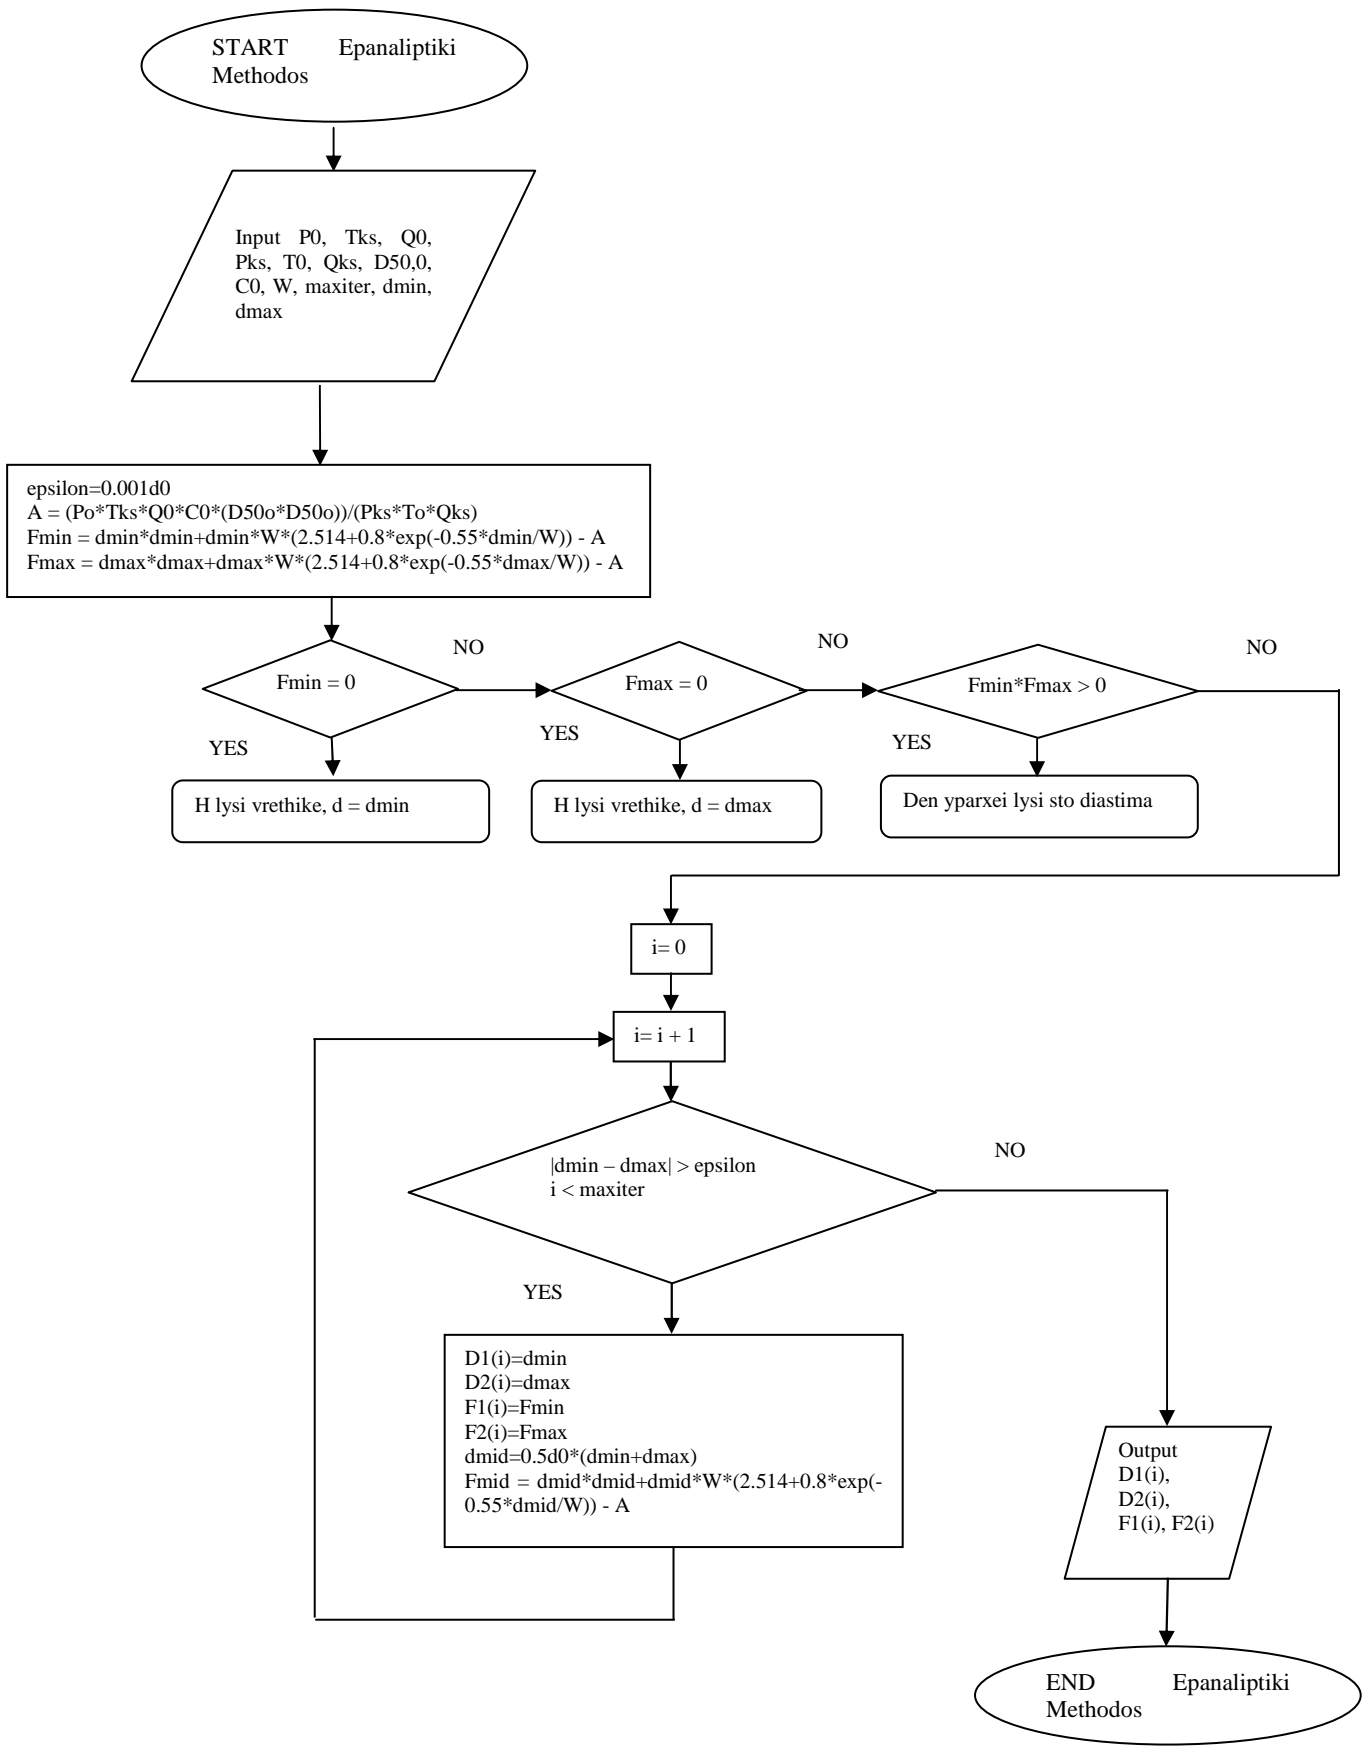 START Epanaliptiki
Methodos
Input P0, Tks, Q0,
Pks, T0, Qks, D50,0,
C0, W, maxiter, dmin,
dmax
epsilon=0.001d0
A = (Po*Tks*Q0*C0*(D50o*D50o))/(Pks*To*Qks)
Fmin = dmin*dmin+dmin*W*(2.514+0.8*exp(-0.55*dmin/W)) - A
Fmax = dmax*dmax+dmax*W*(2.514+0.8*exp(-0.55*dmax/W)) - A
Fmin = 0
NO
Fmax = 0
NO
Fmin*Fmax > 0
NO
YES
YES
YES
H lysi vrethike, d = dmin
H lysi vrethike, d = dmax
Den yparxei lysi sto diastima
i= 0
i= i + 1
|dmin – dmax| > epsilon
i < maxiter
NO
YES
D1(i)=dmin
D2(i)=dmax
F1(i)=Fmin
F2(i)=Fmax
dmid=0.5d0*(dmin+dmax)
Fmid = dmid*dmid+dmid*W*(2.514+0.8*exp(-
0.55*dmid/W)) - A
Output
D1(i),
D2(i),
F1(i), F2(i)
END Epanaliptiki
Methodos